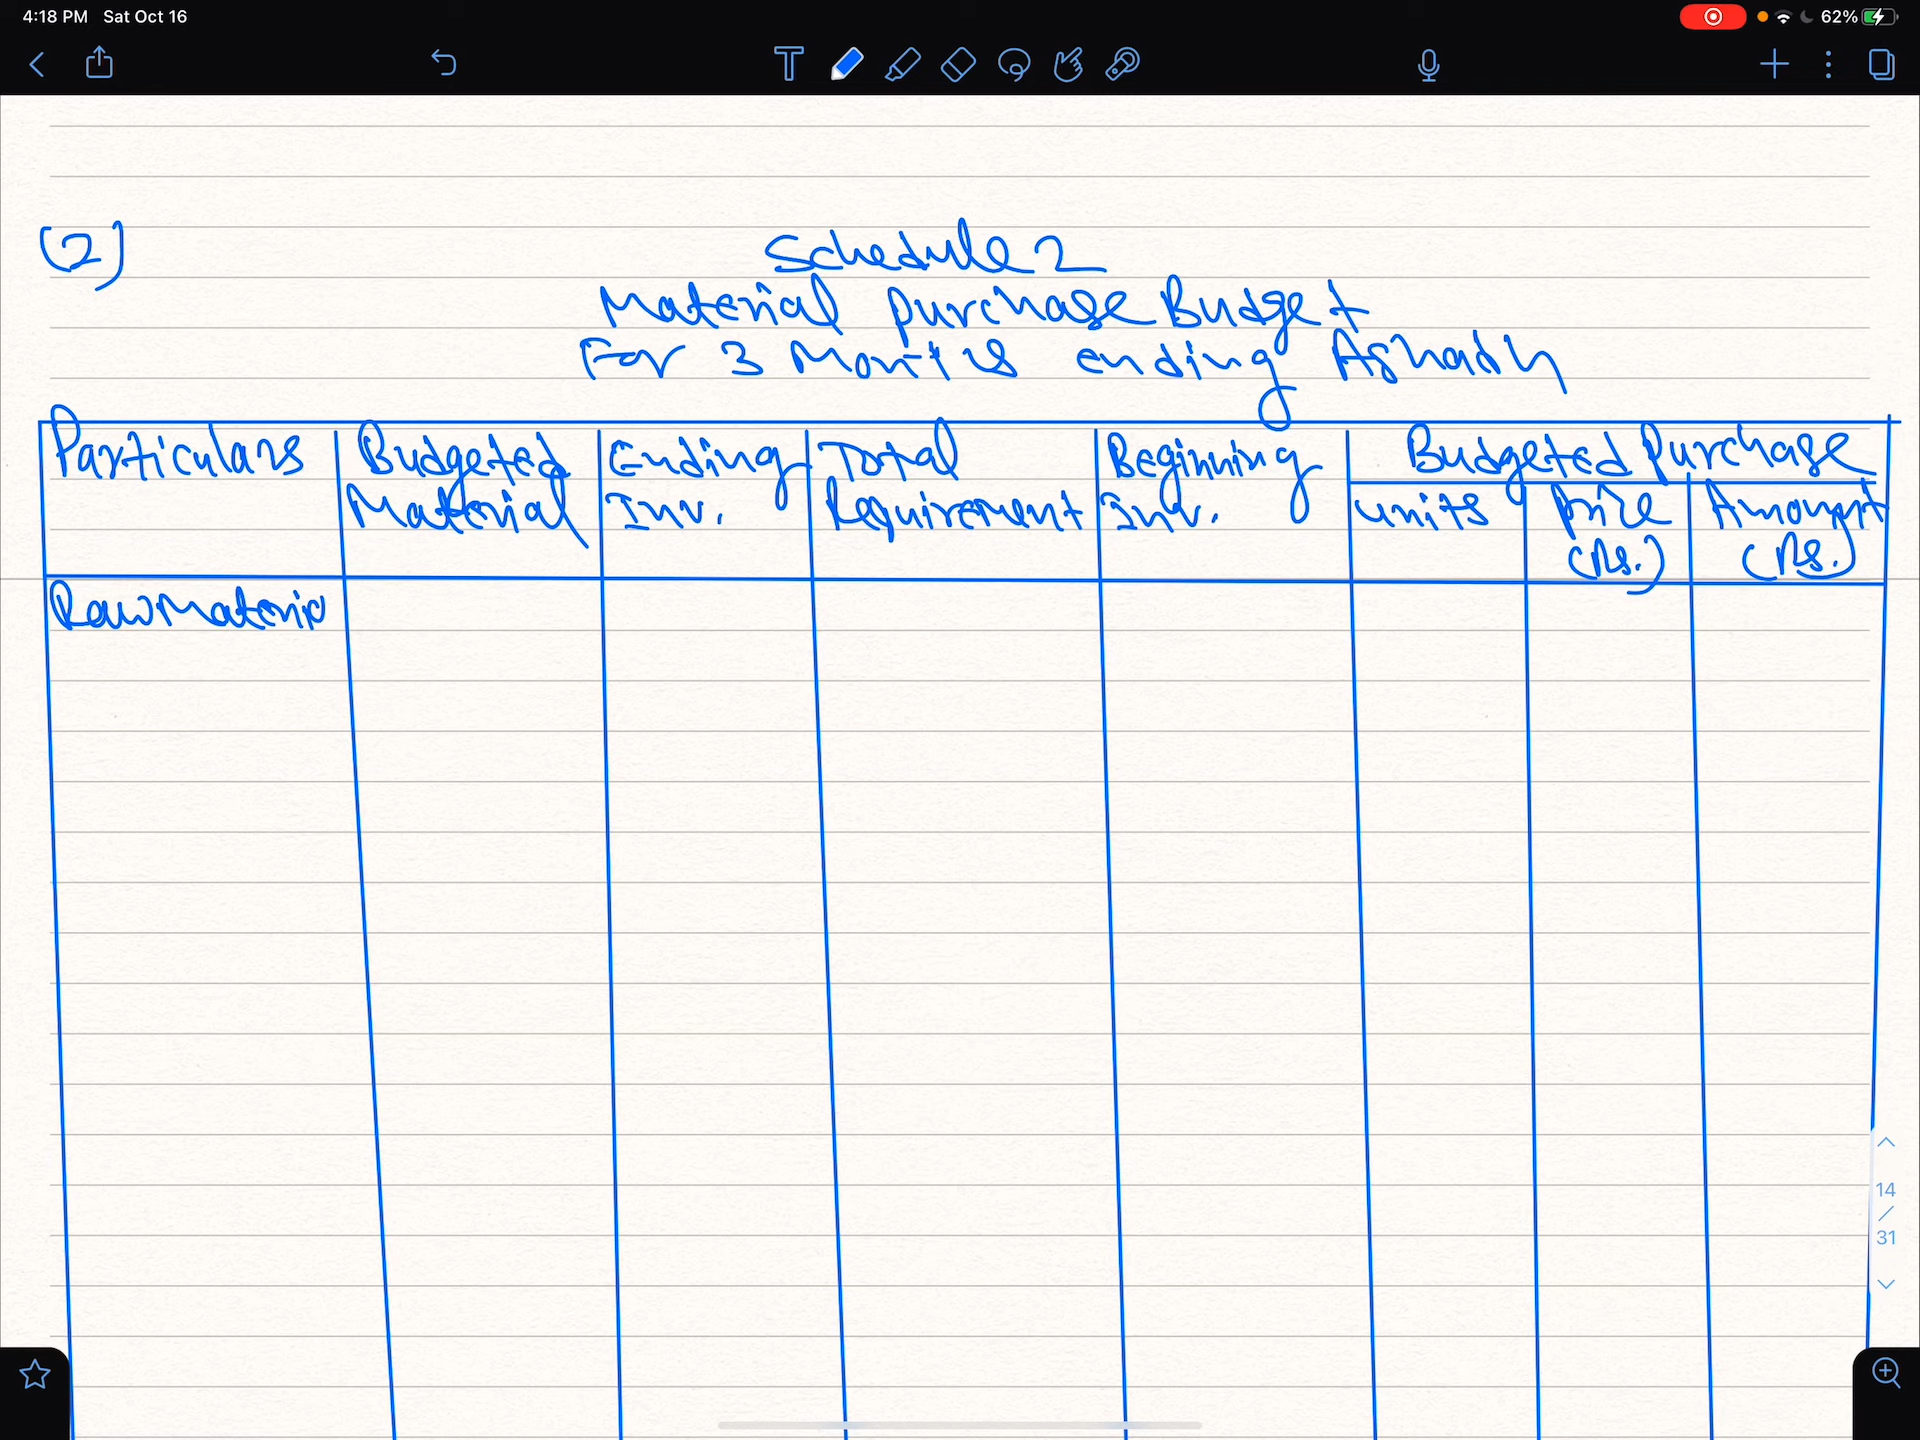 4:18 PM Sat Oct 16
62%
(2)
Schedule 2
Material purchase Budget
For 3 Months ending Ashadh
Particulars Budgeted Material Ending Inv. Total Requirement Beginning Inv. Budgeted Purchase
units Price (Rs.) Amount (Rs.)
Raw Materia
14
/
31